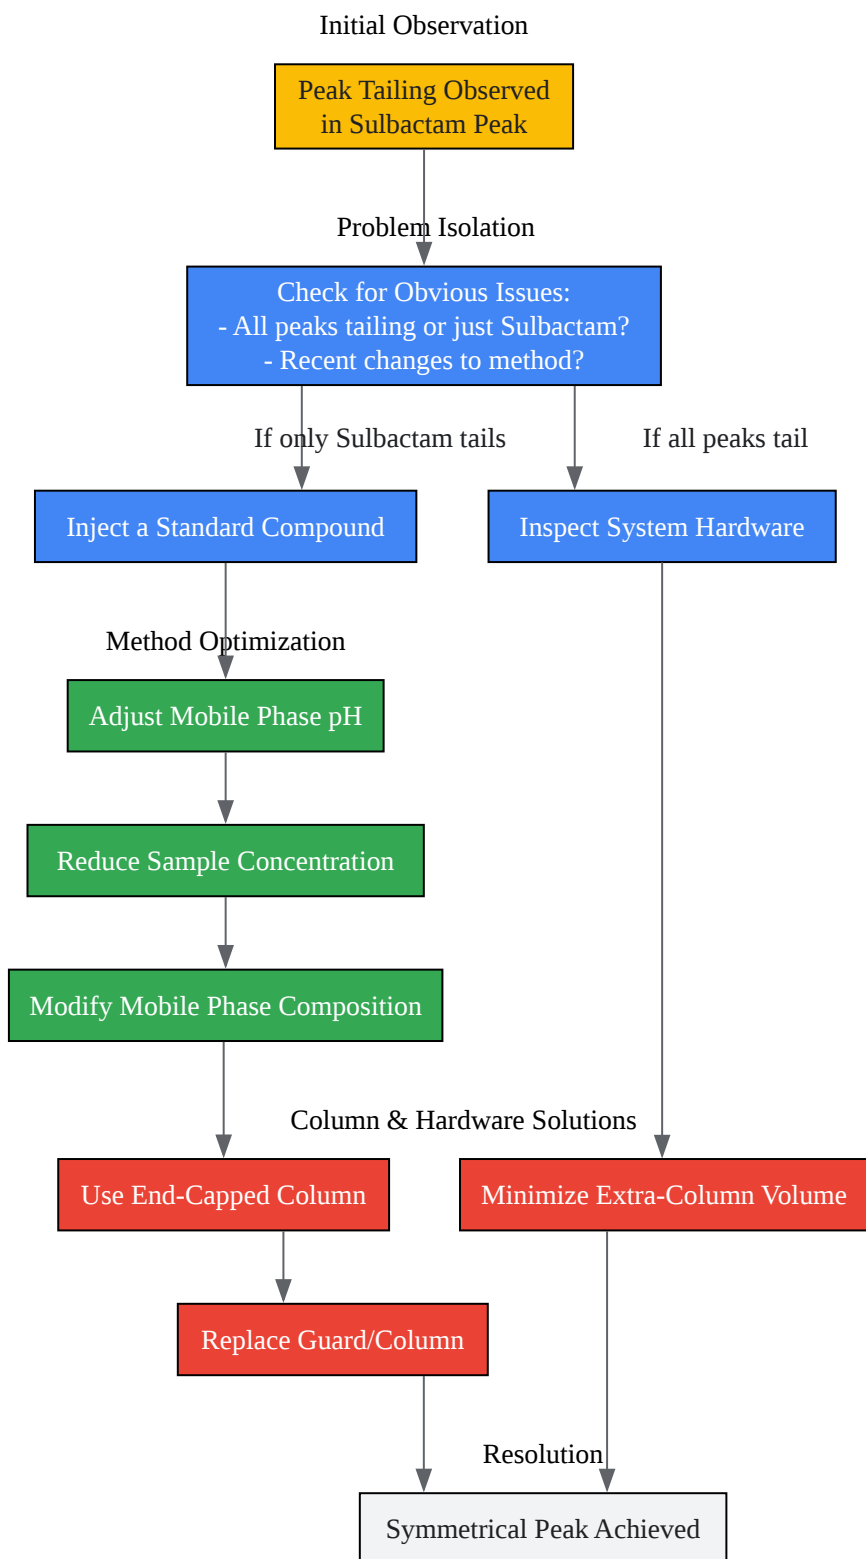 Initial Observation
Peak Tailing Observed
in Sulbactam Peak
Problem Isolation
Check for Obvious Issues:
- All peaks tailing or just Sulbactam?
- Recent changes to method?
If only Sulbactam tails
If all peaks tail
Inject a Standard Compound
Inspect System Hardware
Method Optimization
Adjust Mobile Phase pH
Reduce Sample Concentration
Modify Mobile Phase Composition
Column & Hardware Solutions
Use End-Capped Column
Minimize Extra-Column Volume
Replace Guard/Column
Resolution
Symmetrical Peak Achieved